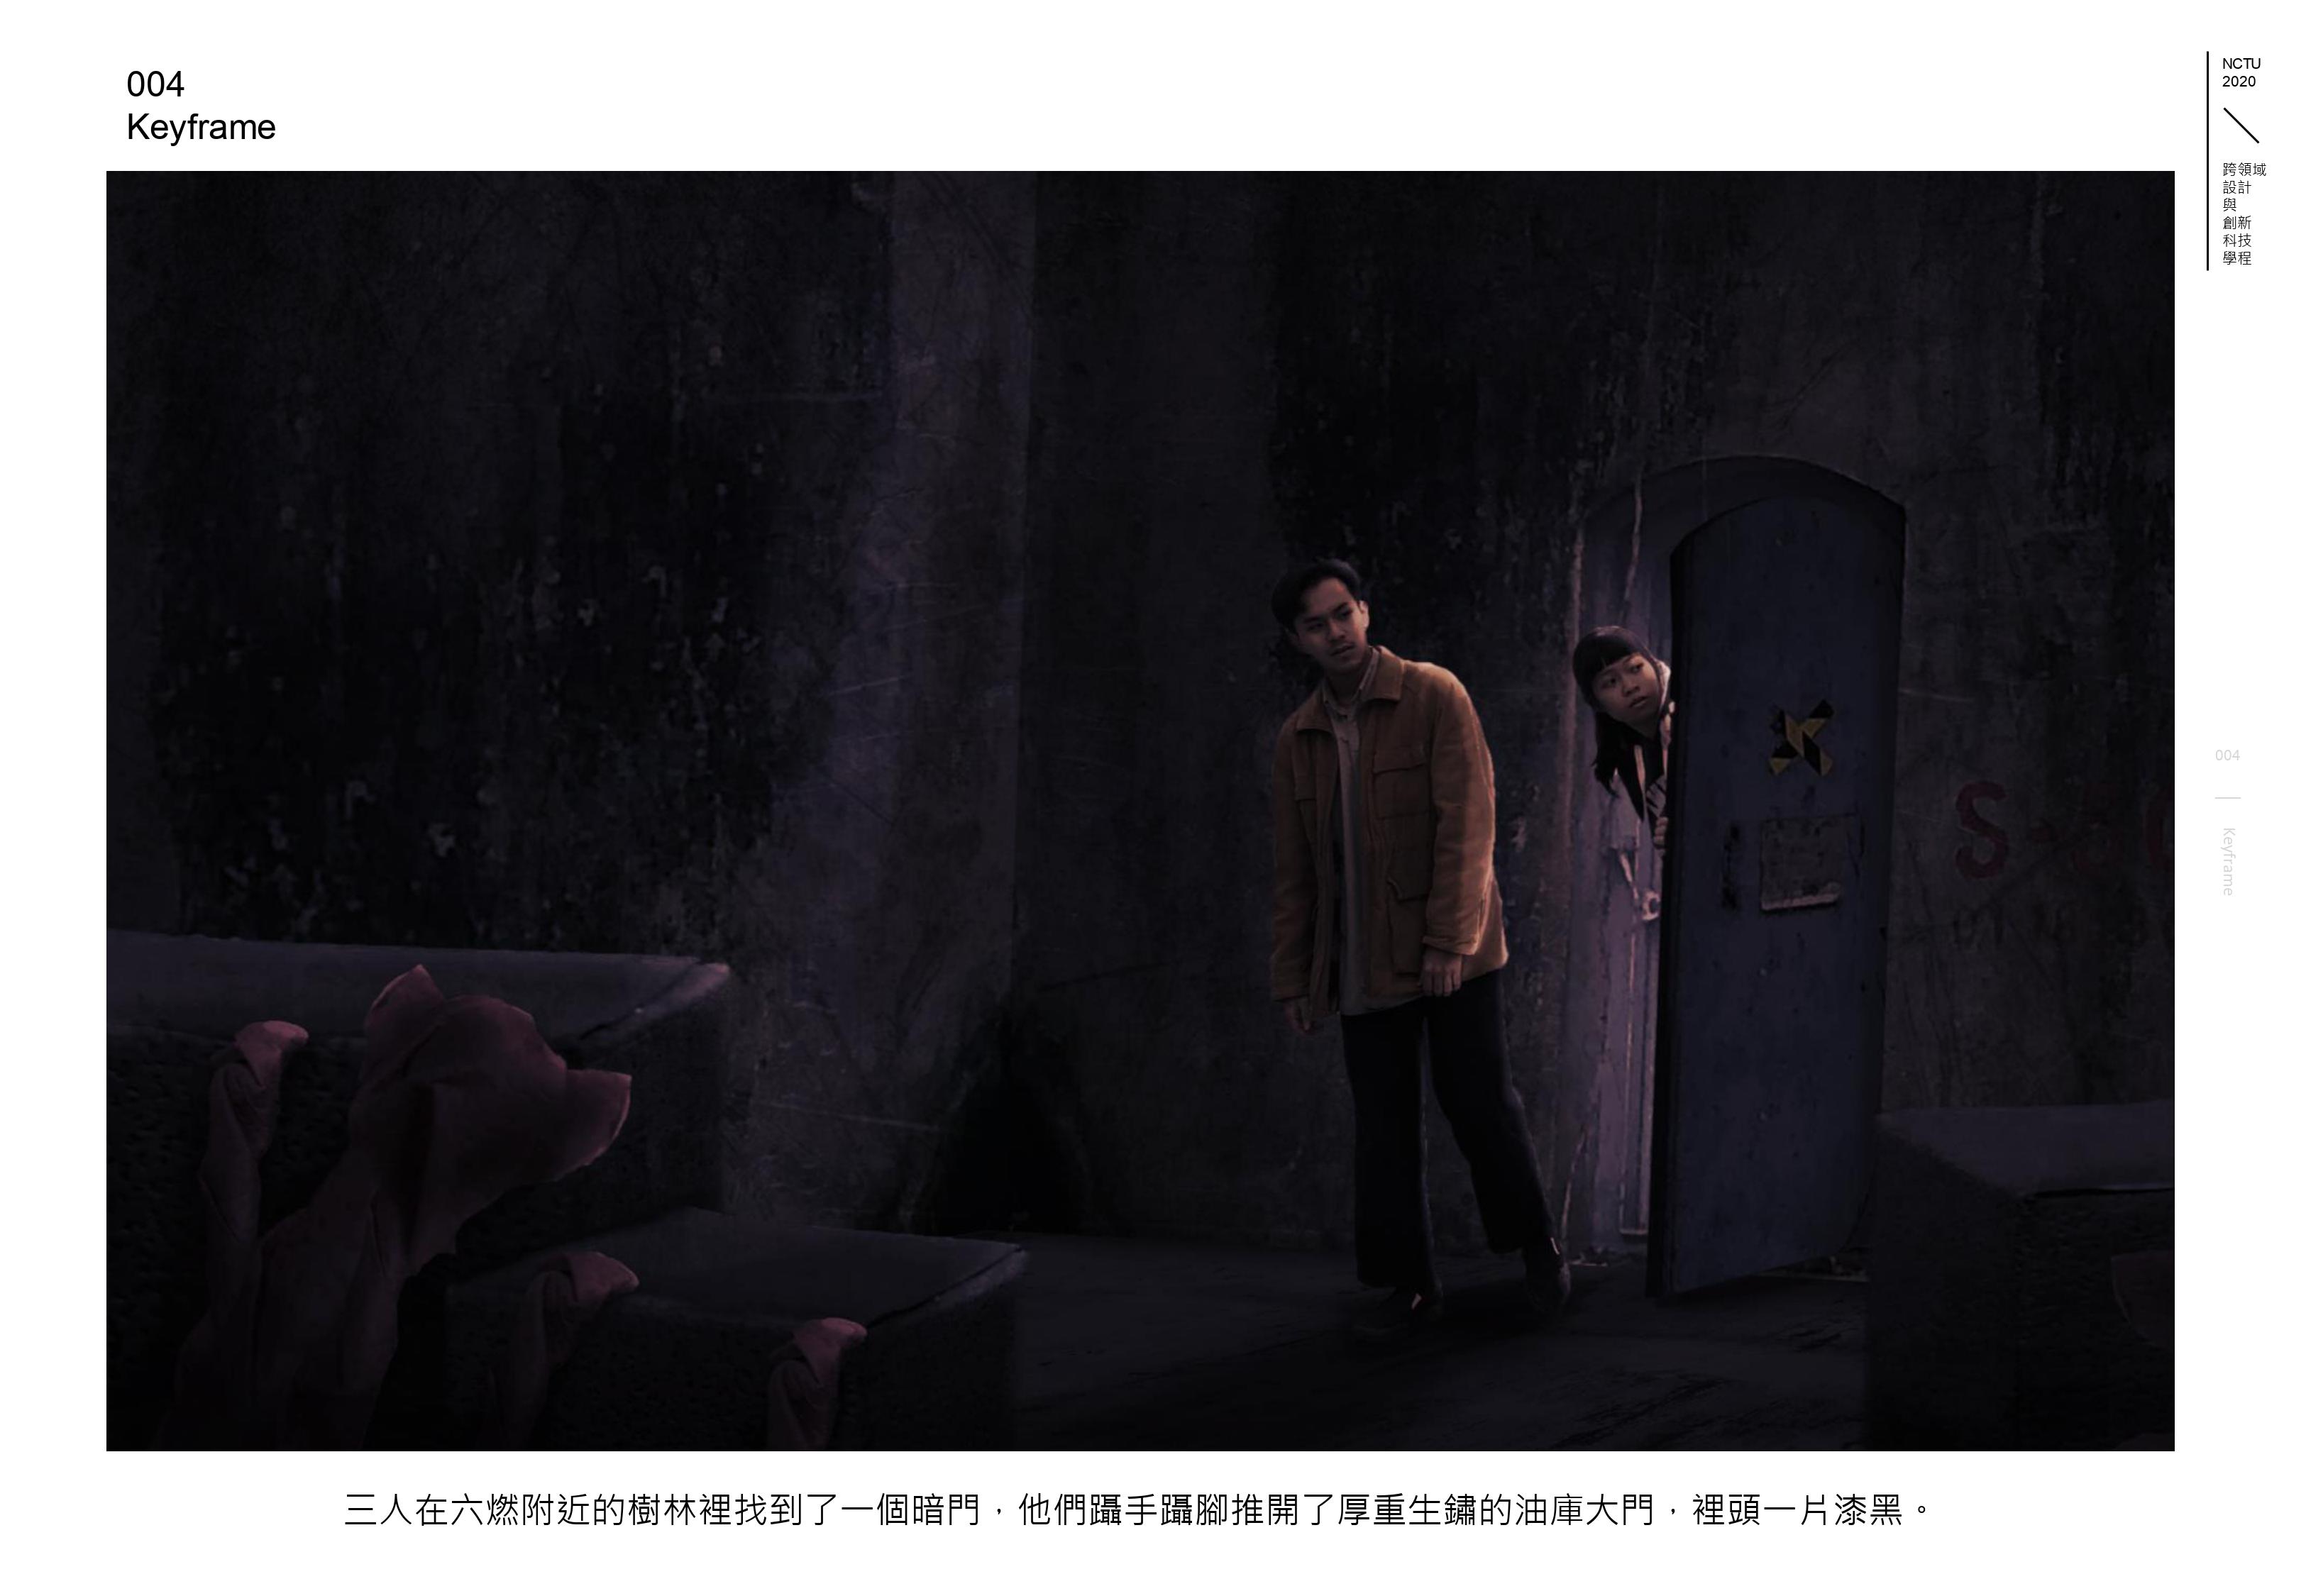 004
Keyframe
NCTU
2020
跨領域
設計
與
創新
科技
學程
004
Keyframe
三人在六燃附近的樹林裡找到了一個暗門，他們躡手躡腳推開了厚重生鏽的油庫大門，裡頭一片漆黑。